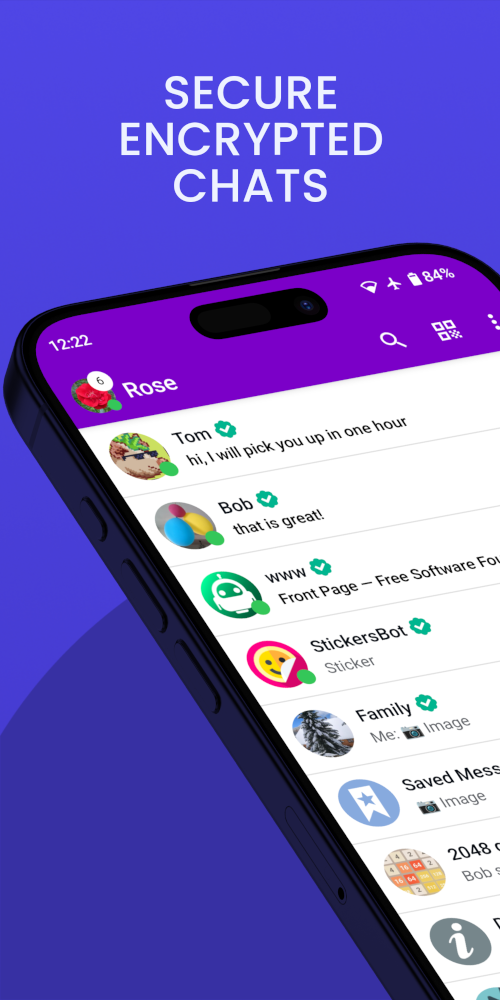 SECURE
ENCRYPTED
CHATS
12:22
84%
6
Rose
Tom
hi, I will pick you up in one hour
Bob
that is great!
www
Front Page – Free Software Fou
StickersBot
Sticker
Family
Me: 📷 Image
Saved Mess
📷 Image
2048
Bob s